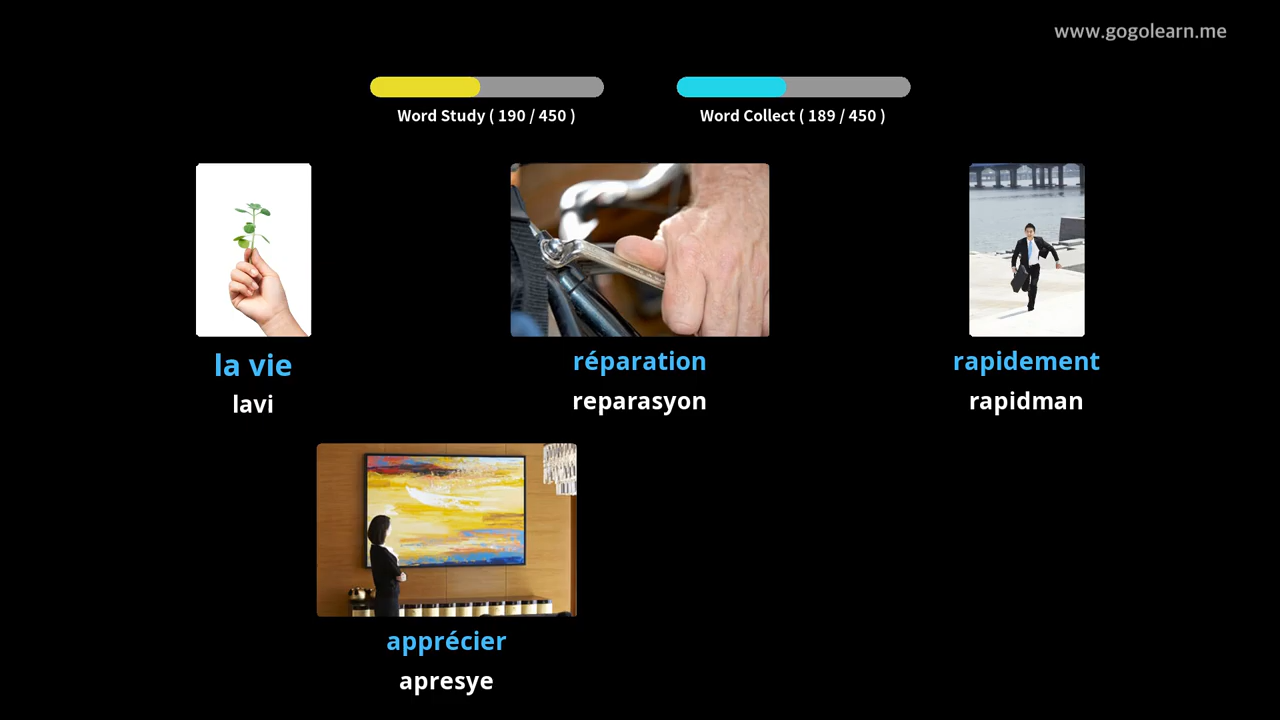 www.gogolearn.me
Word Study ( 190 / 450 )
Word Collect ( 189 / 450 )
la vie
lavi
réparation
reparasyon
rapidement
rapidman
apprécier
apresye